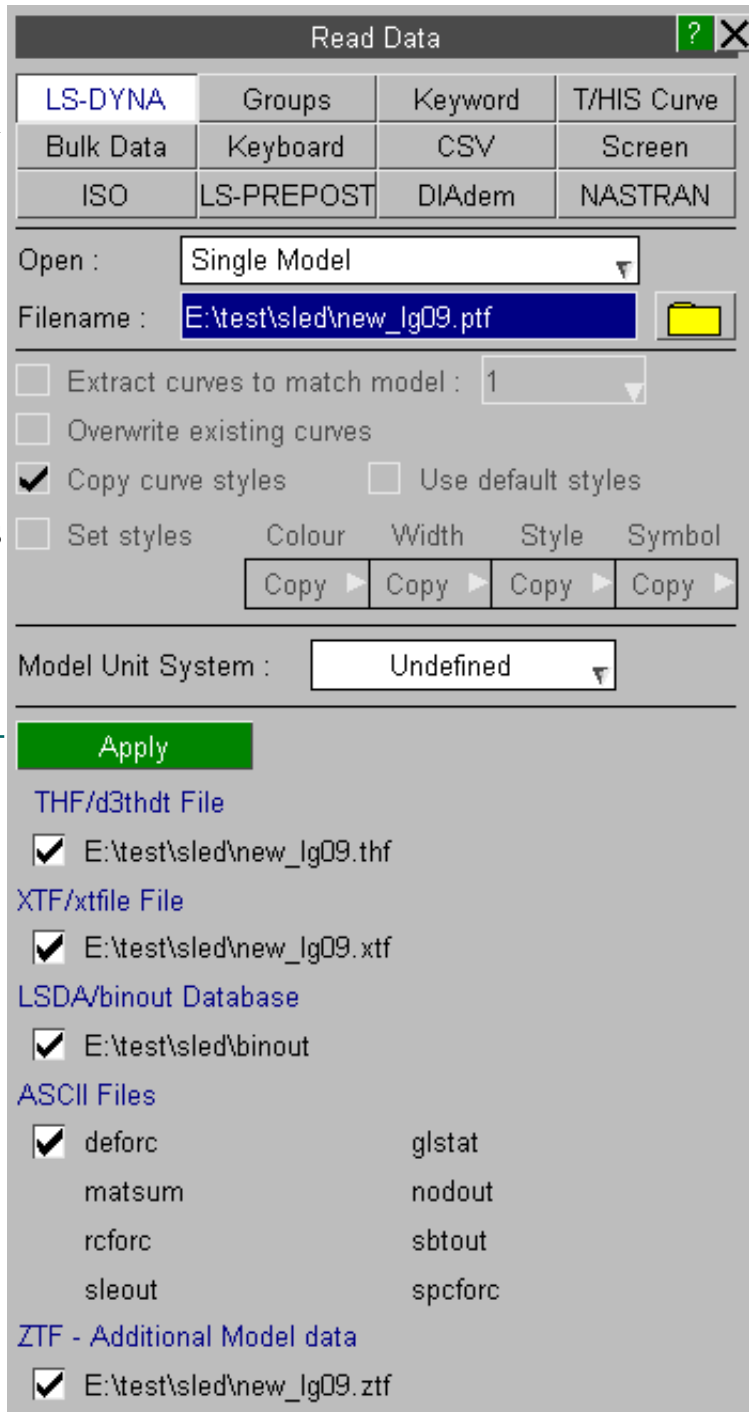 Read Data ? X
LS-DYNA Groups Keyword T/HIS Curve
Bulk Data Keyboard CSV Screen
ISO LS-PREPOST DIAdem NASTRAN
Open : Single Model
Filename : E:\test\sled\new_lg09.ptf
Extract curves to match model : 1
Overwrite existing curves
Copy curve styles Use default styles
Set styles Colour Width Style Symbol
Copy Copy Copy Copy
Model Unit System : Undefined
Apply
THF/d3thdt File
E:\test\sled\new_lg09.thf
XTF/xtfile File
E:\test\sled\new_lg09.xtf
LSDA/binout Database
E:\test\sled\binout
ASCII Files
deforc glstat
matsum nodout
rcforc sbtout
sleout spcforc
ZTF - Additional Model data
E:\test\sled\new_lg09.ztf